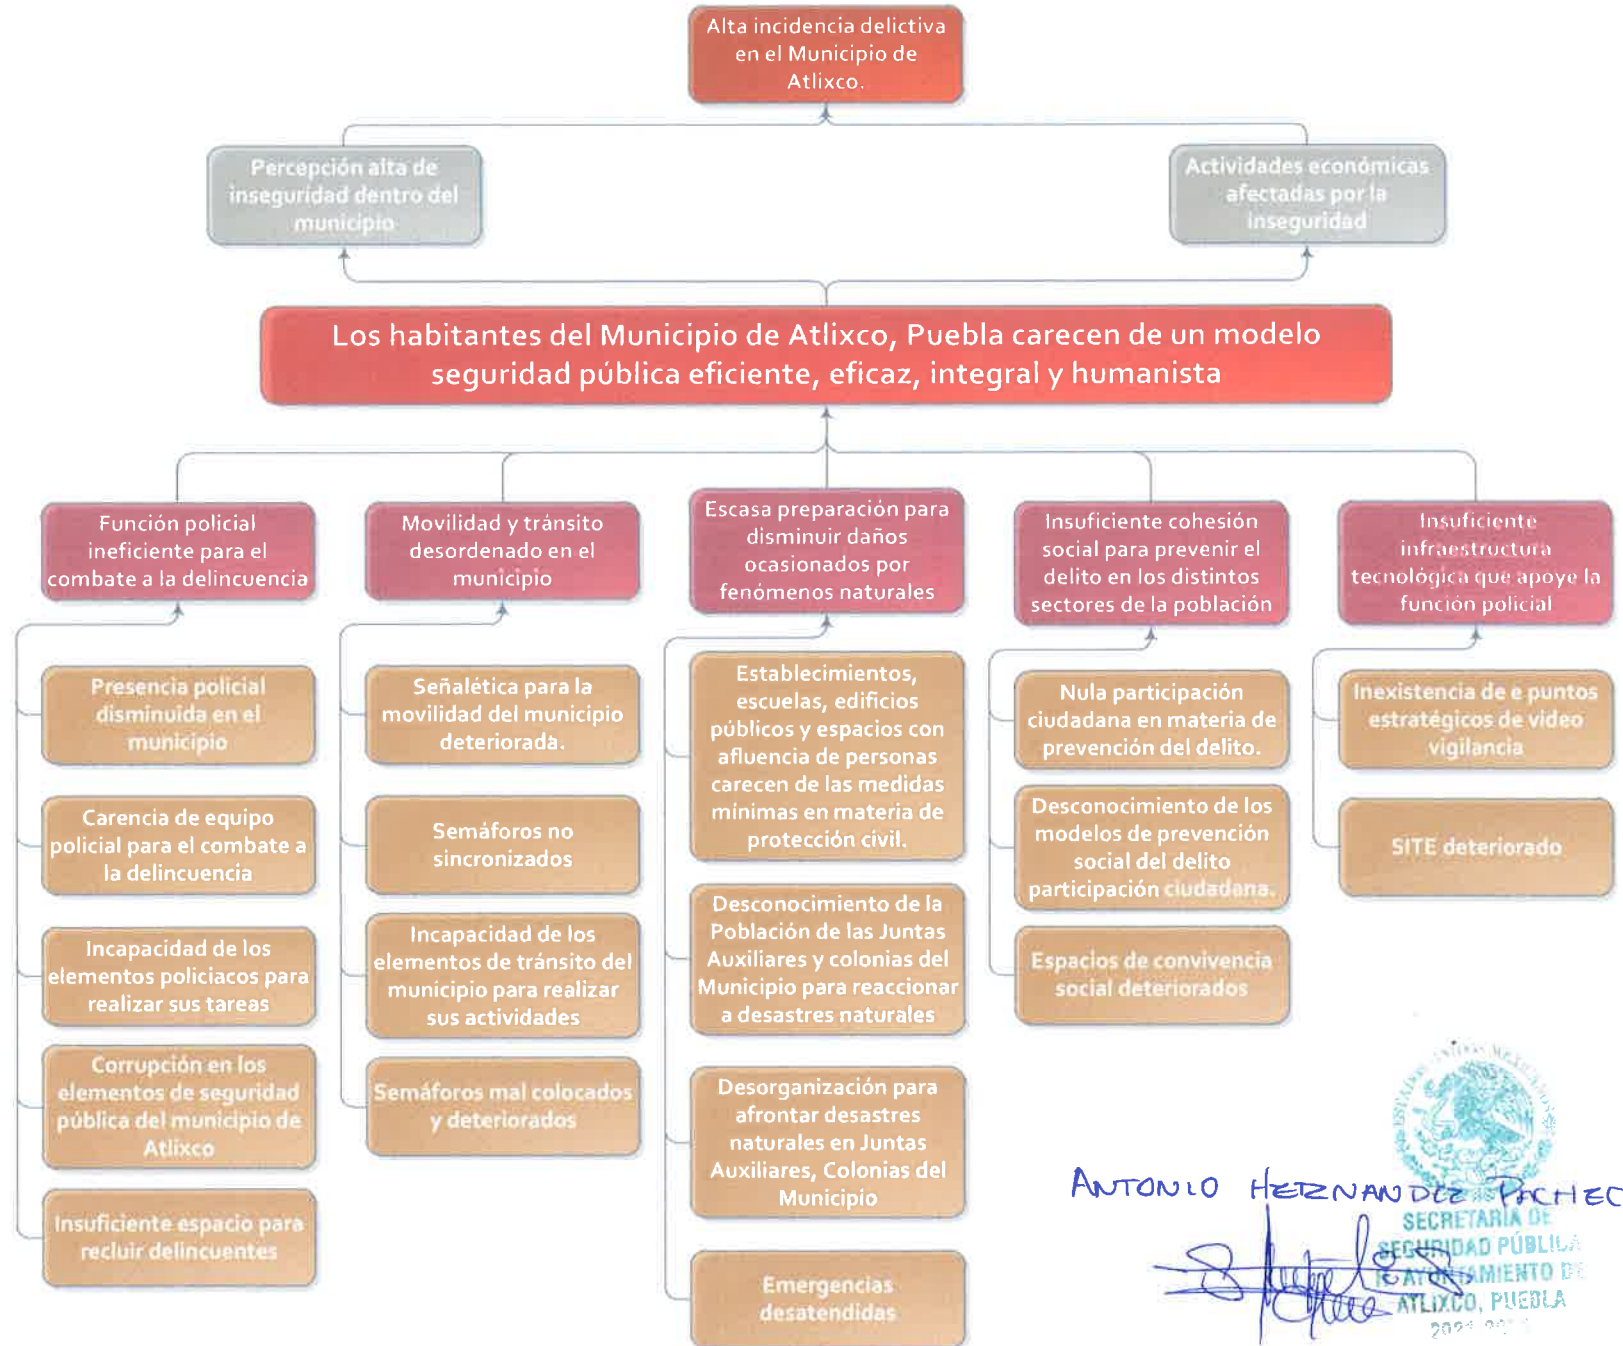 Alta incidencia delictiva
en el Municipio de
Atlixco.
Percepción alta de
inseguridad dentro del
municipio
Actividades económicas
afectadas por la
inseguridad
Los habitantes del Municipio de Atlixco, Puebla carecen de un modelo
seguridad pública eficiente, eficaz, integral y humanista
Función policial
ineficiente para el
combate a la delincuencia
Presencia policial
disminuida en el
municipio
Carencia de equipo
policial para el combate a
la delincuencia
Incapacidad de los
elementos policiacos para
realizar sus tareas
Corrupción en los
elementos de seguridad
pública del municipio de
Atlixco
Insuficiente espacio para
recluir delincuentes
Movilidad y tránsito
desordenado en el
municipio
Señalética para la
movilidad del municipio
deteriorada.
Semáforos no
sincronizados
Incapacidad de los
elementos de tránsito del
municipio para realizar
sus actividades
Semáforos mal colocados
y deteriorados
Escasa preparación para
disminuir daños
ocasionados por
fenómenos naturales
Establecimientos,
escuelas, edificios
públicos y espacios con
afluencia de personas
carecen de las medidas
mínimas en materia de
protección civil.
Desconocimiento de la
Población de las Juntas
Auxiliares y colonias del
Municipio para reaccionar
a desastres naturales
Desorganización para
afrontar desastres
naturales en Juntas
Auxiliares, Colonias del
Municipio
Emergencias
desatendidas
Insuficiente cohesión
social para prevenir el
delito en los distintos
sectores de la población
Nula participación
ciudadana en materia de
prevención del delito.
Desconocimiento de los
modelos de prevención
social del delito
participación ciudadana.
Espacios de convivencia
social deteriorados
Insuficiente
infraestructura
tecnológica que apoye la
función policial
Inexistencia de e puntos
estratégicos de video
vigilancia
SITE deteriorado
ANTONIO HERNANDEZ PACHEC
SECRETARÍA DE
SEGURIDAD PÚBLICA
AYUNTAMIENTO DE
ATLIXCO, PUEBLA